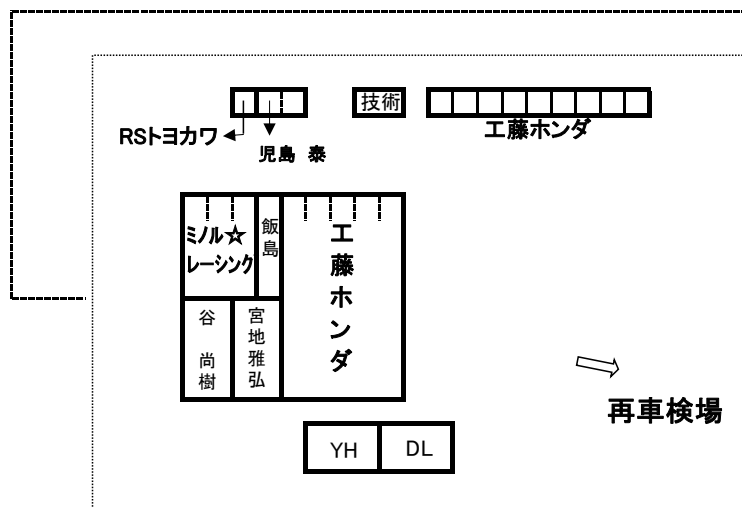 技術
RSトヨカワ
工藤ホンダ
児島 泰
ミノル☆
レーシング
飯島
工藤ホンダ
谷 尚樹
宮地雅弘
再車検場
YH
DL